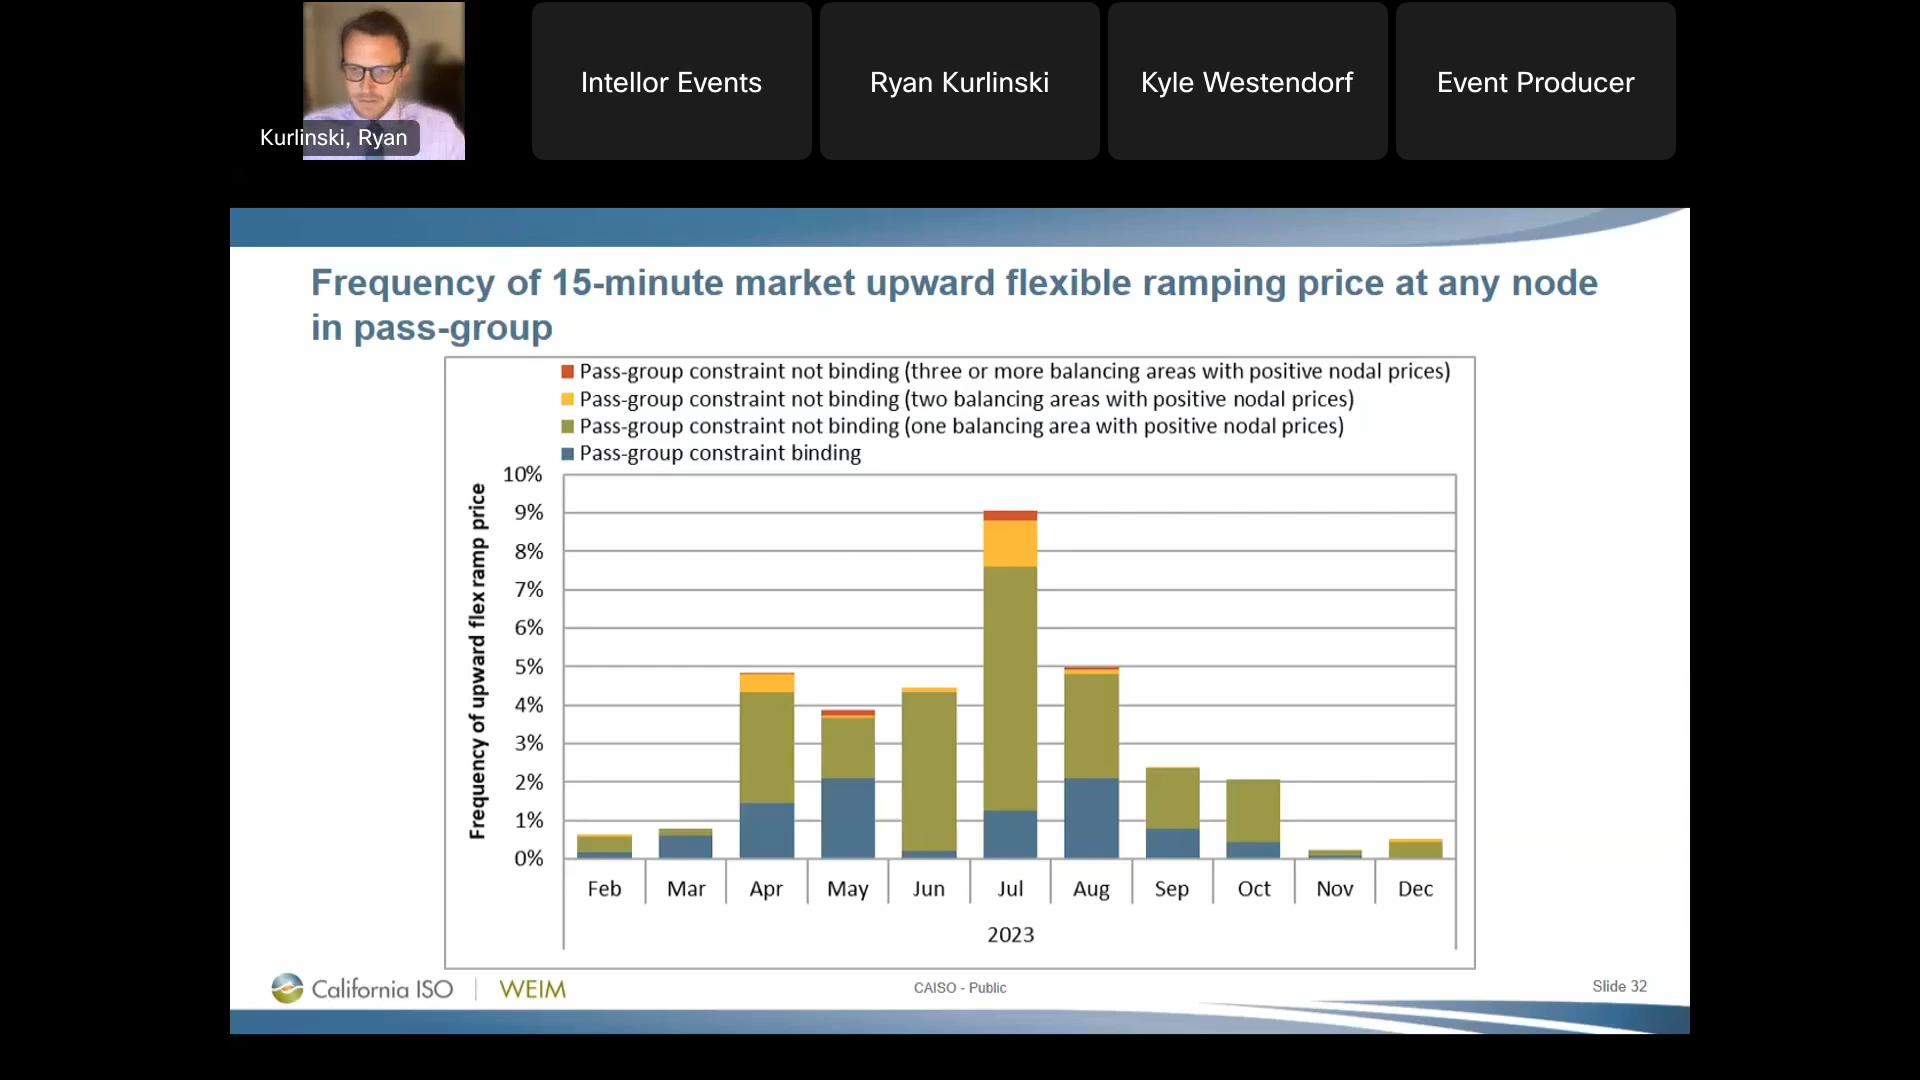 Kurlinski, Ryan
Intellor Events
Ryan Kurlinski
Kyle Westendorf
Event Producer
Frequency of 15-minute market upward flexible ramping price at any node
in pass-group
Pass-group constraint not binding (three or more balancing areas with positive nodal prices)
Pass-group constraint not binding (two balancing areas with positive nodal prices)
Pass-group constraint not binding (one balancing area with positive nodal prices)
Pass-group constraint binding
Frequency of upward flex ramp price
10%
9%
8%
7%
6%
5%
4%
3%
2%
1%
0%
Feb Mar Apr May Jun Jul Aug Sep Oct Nov Dec
2023
California ISO WEIM
CAISO - Public
Slide 32